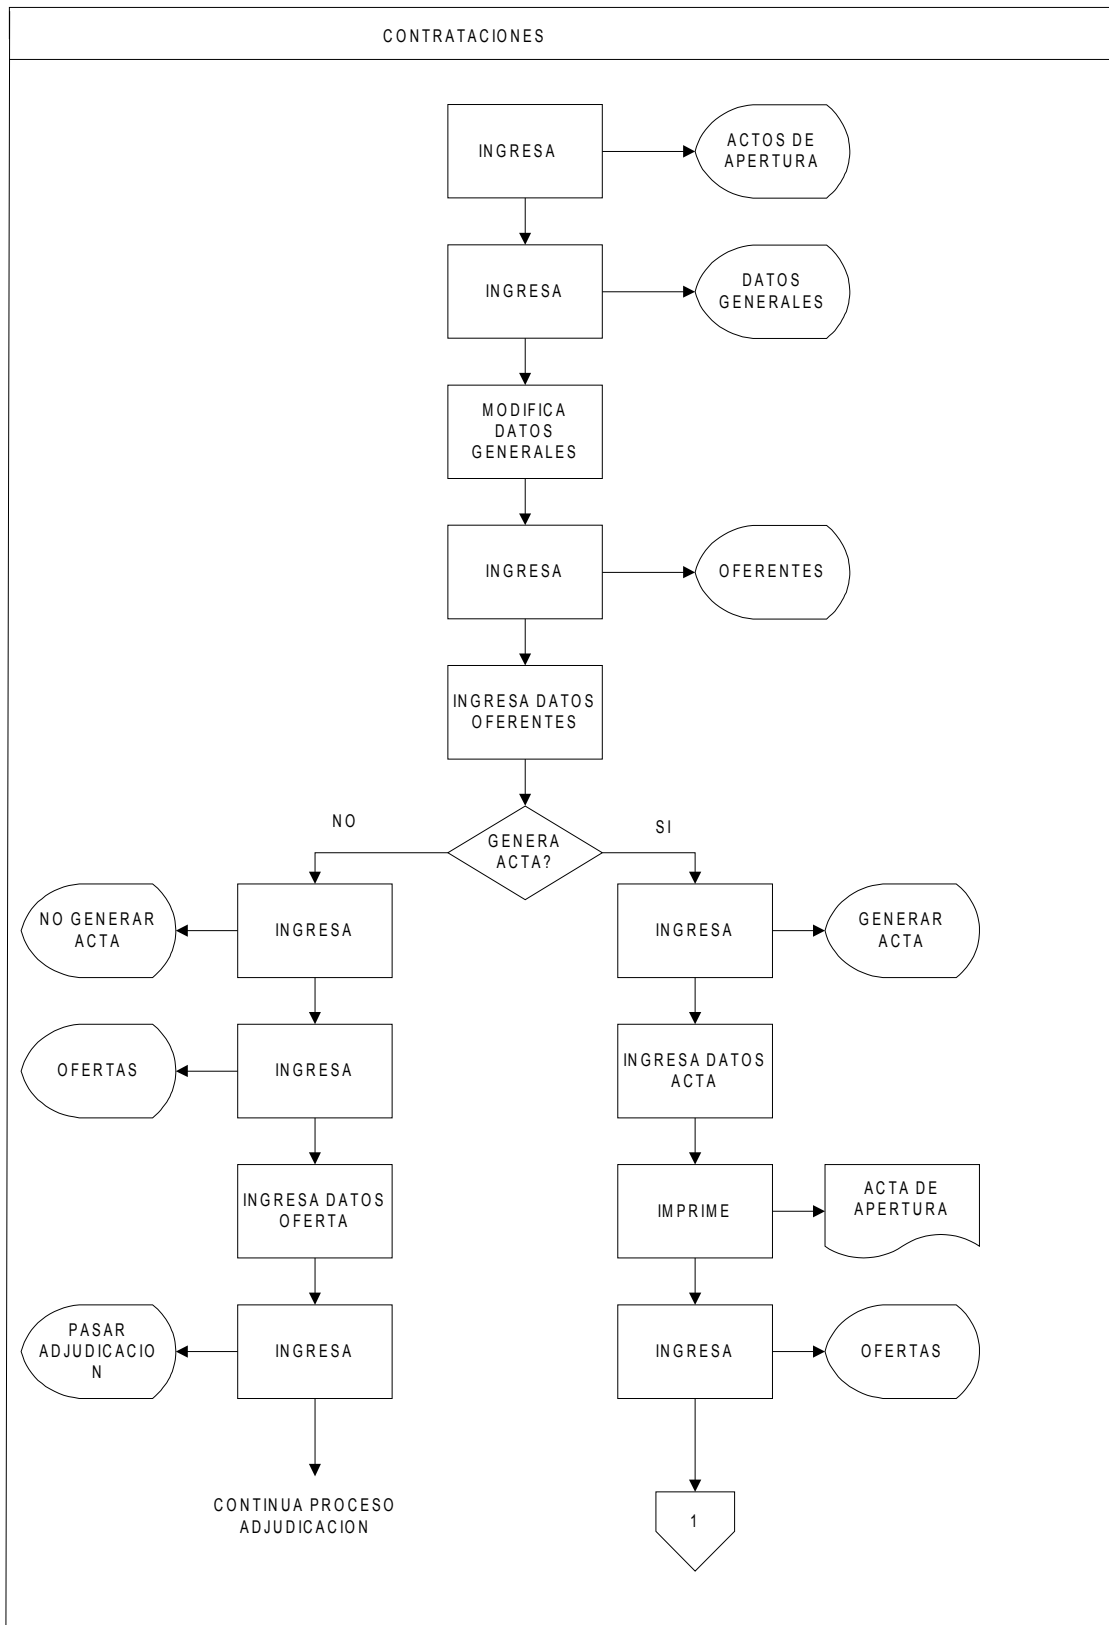 CONTRATACIONES
INGRESA
ACTOS DE
APERTURA
INGRESA
DATOS
GENERALES
MODIFICA
DATOS
GENERALES
INGRESA
OFERENTES
INGRESA DATOS
OFERENTES
GENERA
ACTA?
NO
SI
NO GENERAR
ACTA
INGRESA
INGRESA
GENERAR
ACTA
OFERTAS
INGRESA
INGRESA DATOS
ACTA
INGRESA DATOS
OFERTA
IMPRIME
ACTA DE
APERTURA
PASAR
ADJUDICACIO
N
INGRESA
INGRESA
OFERTAS
CONTINUA PROCESO
ADJUDICACION
1